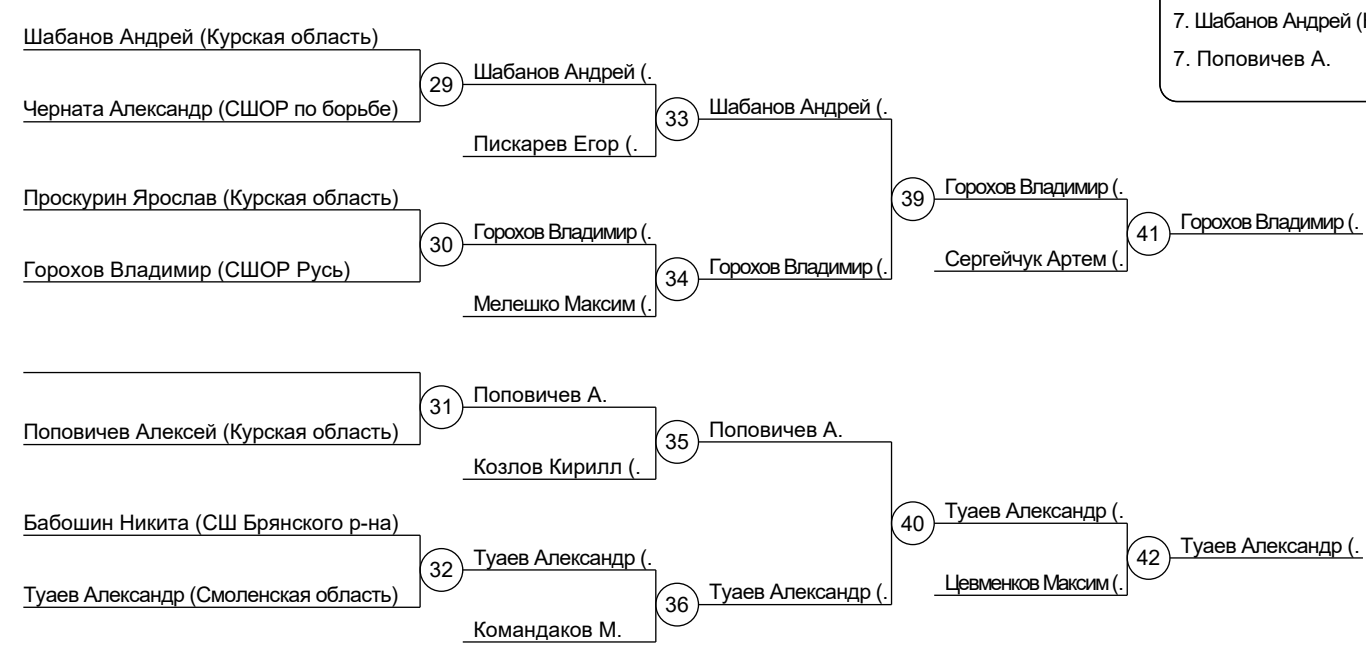 7. Шабанов Андрей (
Шабанов Андрей (Курская область)
7. Поповичев А.
29
Шабанов Андрей (.
Черната Александр (СШОР по борьбе)
33
Шабанов Андрей (.
Пискарев Егор (.
Проскурин Ярослав (Курская область)
39
Горохов Владимир (.
30
Горохов Владимир (.
41
Горохов Владимир (.
Горохов Владимир (СШОР Русь)
34
Горохов Владимир (.
Сергейчук Артем (.
Мелешко Максим (.
31
Поповичев А.
Поповичев Алексей (Курская область)
35
Поповичев А.
Козлов Кирилл (.
Бабошин Никита (СШ Брянского р-на)
40
Туаев Александр (.
32
Туаев Александр (.
42
Туаев Александр (.
Туаев Александр (Смоленская область)
36
Туаев Александр (.
Цевменков Максим (.
Командаков М.